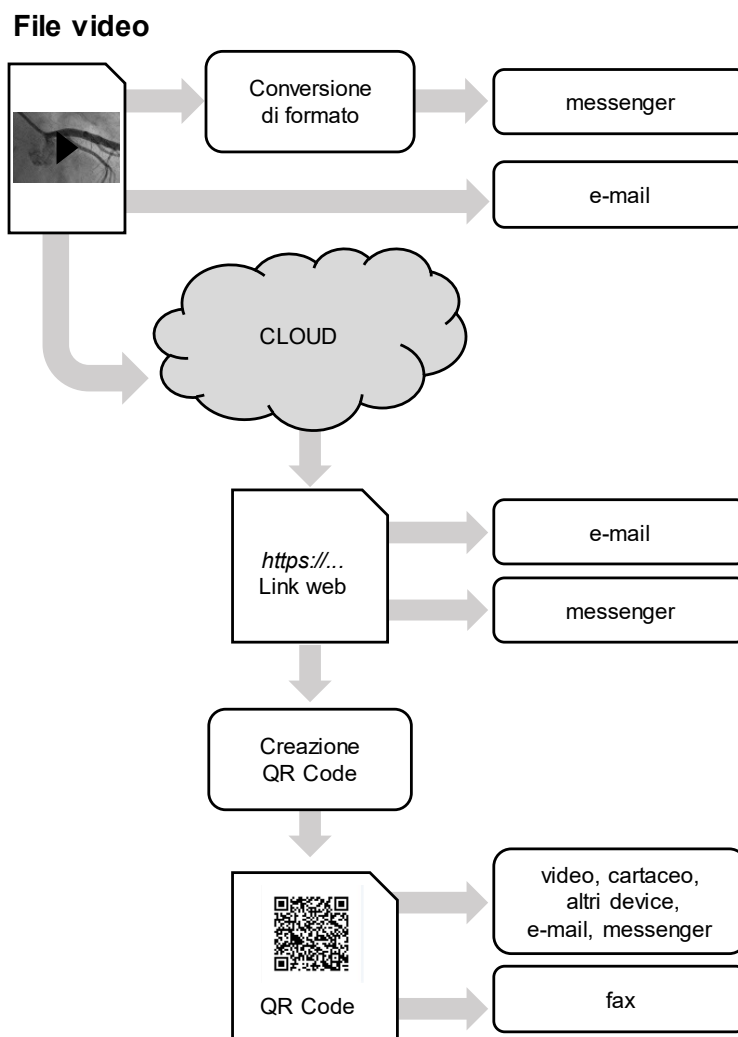 File video
Conversione
di formato
messenger
e-mail
CLOUD
https://...
Link web
e-mail
messenger
Creazione
QR Code
video, cartaceo,
altri device,
e-mail, messenger
QR Code
fax